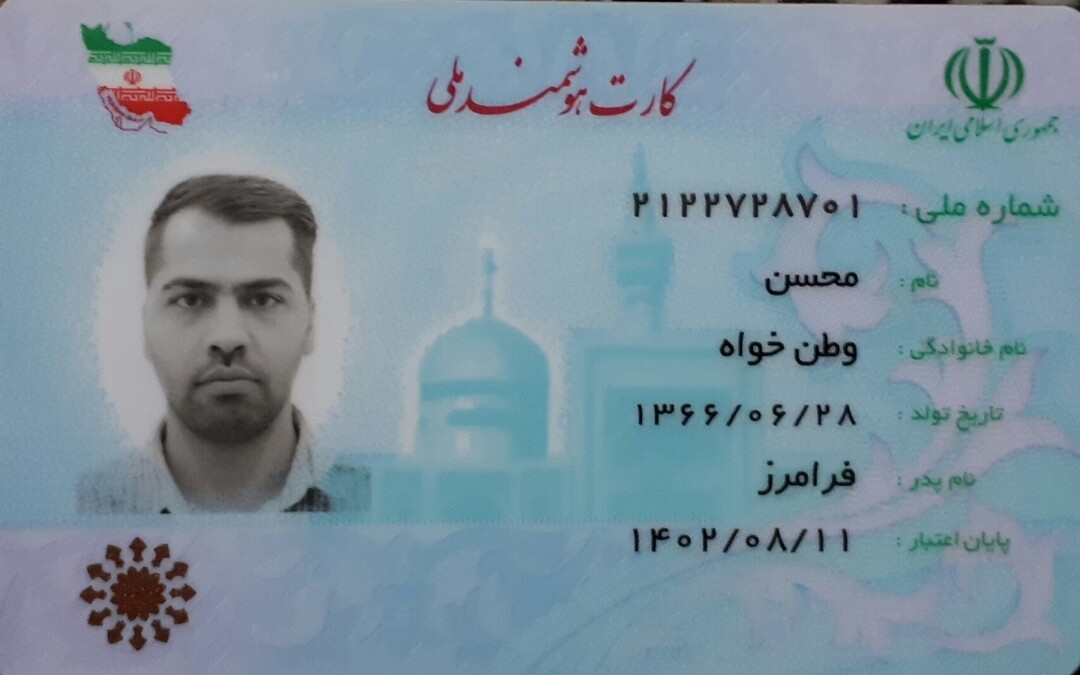 کارت هوشمند ملی
جمهوری اسلامی ایران
شماره ملی : ۲۱۲۲۷۲۸۷۰۱
نام : محسن
نام خانوادگی : وطن خواه
تاریخ تولد : ۱۳۶۶/۰۶/۲۸
نام پدر : فرامرز
پایان اعتبار : ۱۴۰۲/۰۸/۱۱